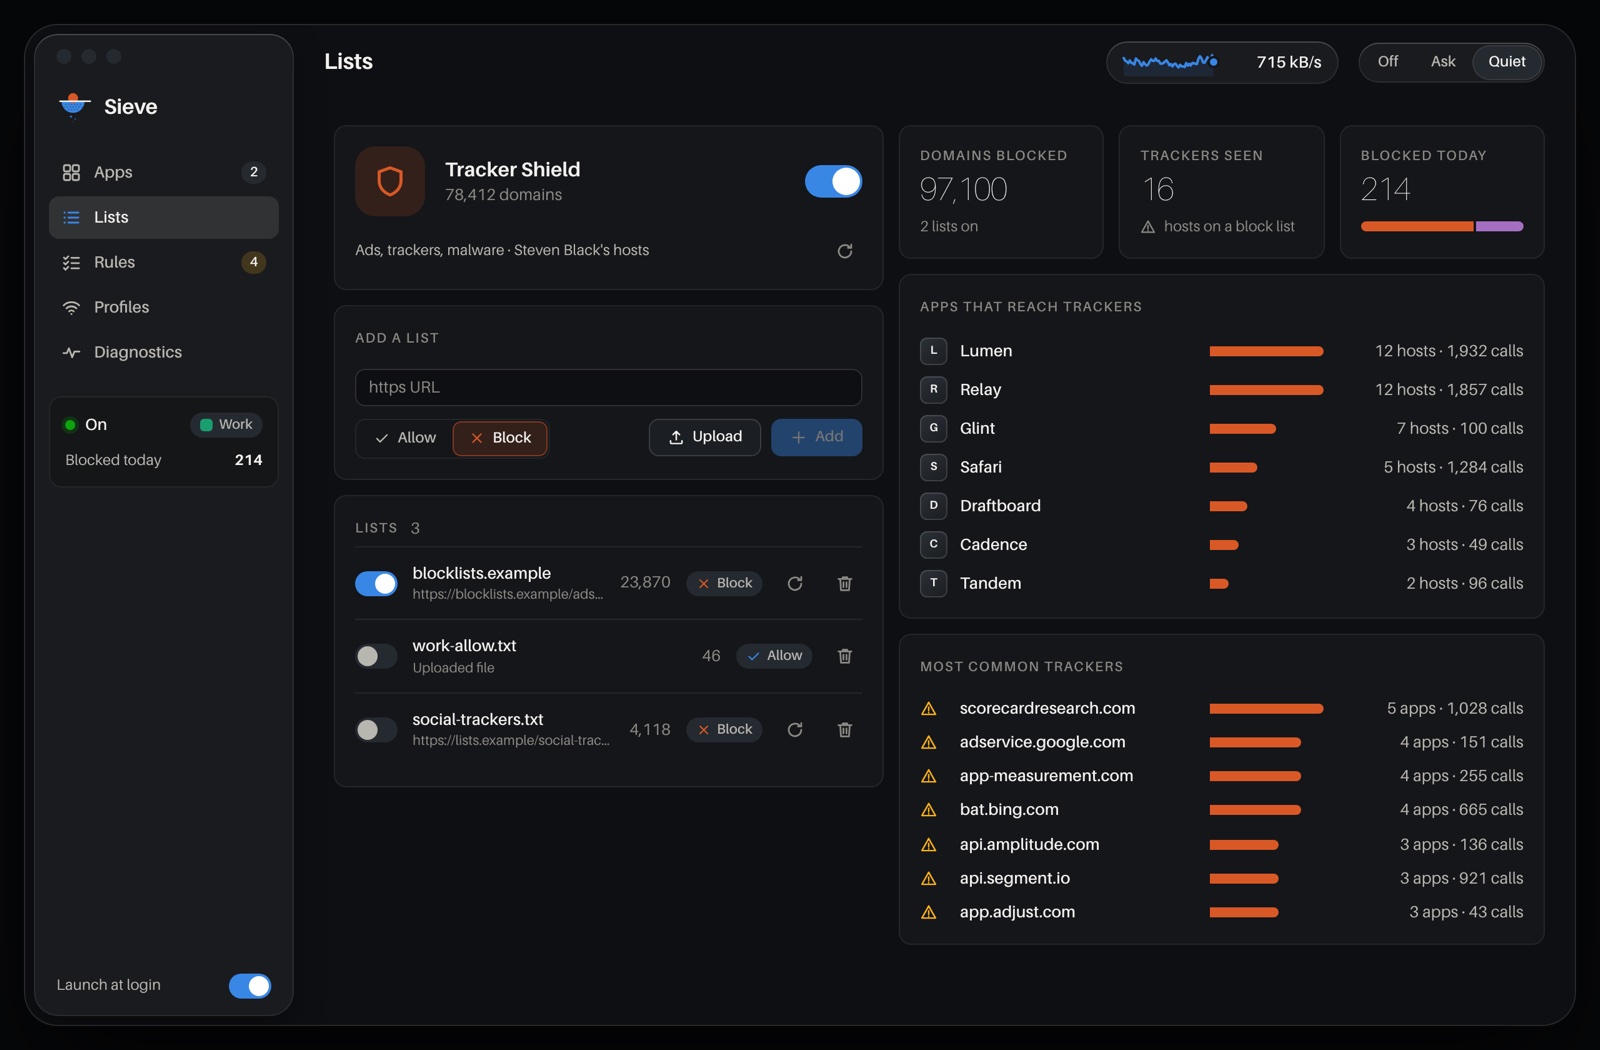 Sieve
Apps 2
Lists
Rules 4
Profiles
Diagnostics
On Work
Blocked today 214
Launch at login
Lists
715 kB/s
Off Ask Quiet
Tracker Shield
78,412 domains
Ads, trackers, malware · Steven Black's hosts
ADD A LIST
https URL
Allow Block Upload Add
LISTS 3
blocklists.example
https://blocklists.example/ads...
23,870 Block
work-allow.txt
Uploaded file
46 Allow
social-trackers.txt
https://lists.example/social-trac...
4,118 Block
DOMAINS BLOCKED
97,100
2 lists on
TRACKERS SEEN
16
hosts on a block list
BLOCKED TODAY
214
APPS THAT REACH TRACKERS
L Lumen 12 hosts · 1,932 calls
R Relay 12 hosts · 1,857 calls
G Glint 7 hosts · 100 calls
S Safari 5 hosts · 1,284 calls
D Draftboard 4 hosts · 76 calls
C Cadence 3 hosts · 49 calls
T Tandem 2 hosts · 96 calls
MOST COMMON TRACKERS
scorecardresearch.com 5 apps · 1,028 calls
adservice.google.com 4 apps · 151 calls
app-measurement.com 4 apps · 255 calls
bat.bing.com 4 apps · 665 calls
api.amplitude.com 3 apps · 136 calls
api.segment.io 3 apps · 921 calls
app.adjust.com 3 apps · 43 calls